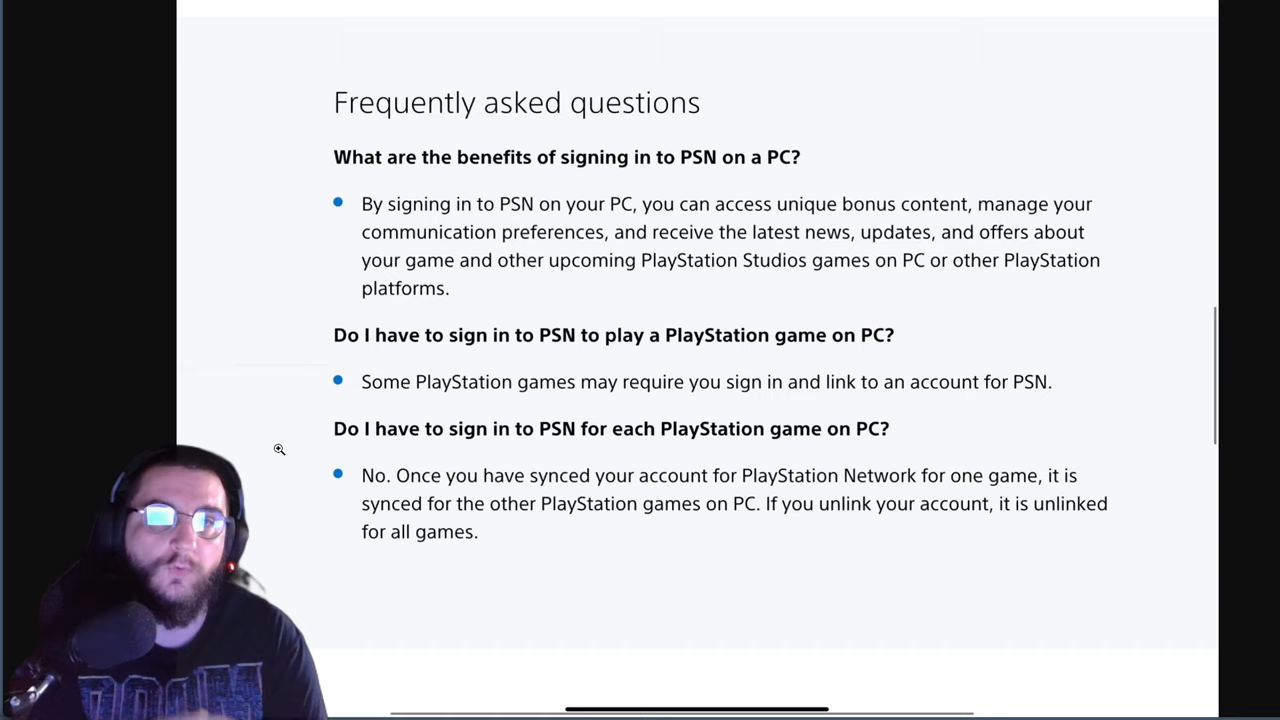 Frequently asked questions
What are the benefits of signing in to PSN on a PC?
By signing in to PSN on your PC, you can access unique bonus content, manage your
communication preferences, and receive the latest news, updates, and offers about
your game and other upcoming PlayStation Studios games on PC or other PlayStation
platforms.
Do I have to sign in to PSN to play a PlayStation game on PC?
Some PlayStation games may require you sign in and link to an account for PSN.
Do I have to sign in to PSN for each PlayStation game on PC?
No. Once you have synced your account for PlayStation Network for one game, it is
synced for the other PlayStation games on PC. If you unlink your account, it is unlinked
for all games.